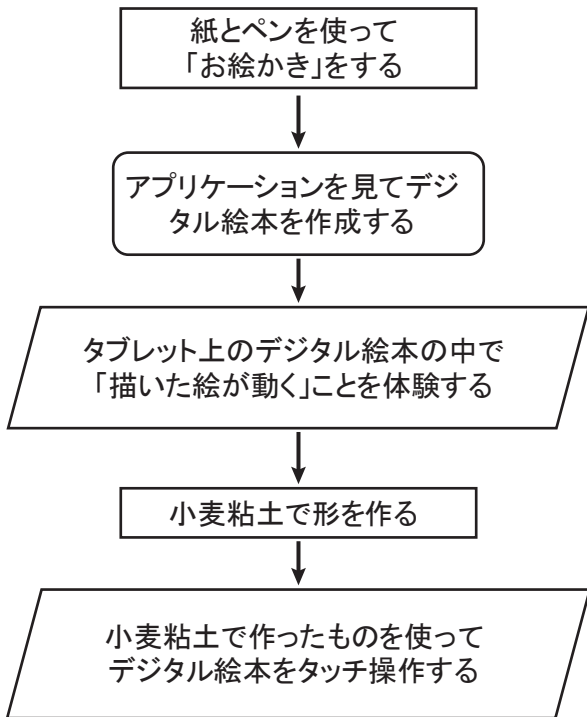 紙とペンを使って
「お絵かき」をする
アプリケーションを見てデジ
タル絵本を作成する
タブレット上のデジタル絵本の中で
「描いた絵が動く」ことを体験する
小麦粘土で形を作る
小麦粘土で作ったものを使って
デジタル絵本をタッチ操作する